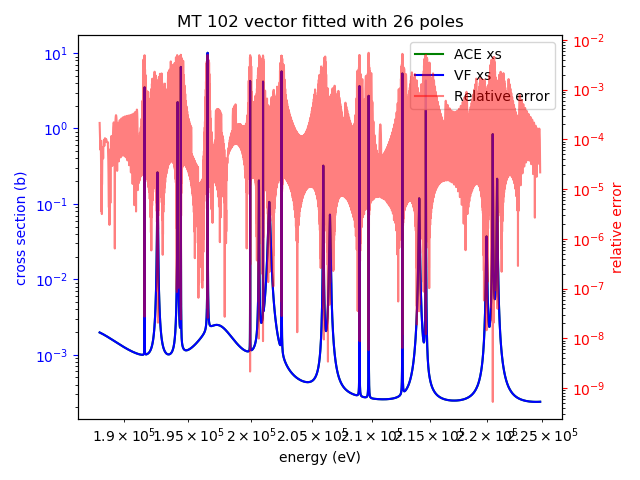 MT 102 vector fitted with 26 poles
ACE xs
VF xs
Relative error
cross section (b)
10¹
10⁰
10⁻¹
10⁻²
10⁻³
10⁻²
10⁻³
10⁻⁴
10⁻⁵
10⁻⁶
10⁻⁷
10⁻⁸
10⁻⁹
relative error
1.9 × 10⁵ 1.95 × 10⁵ 2 × 10⁵ 2.05 × 10⁵ 2.1 × 10⁵ 2.15 × 10⁵ 2.2 × 10⁵ 2.25 × 10⁵
energy (eV)